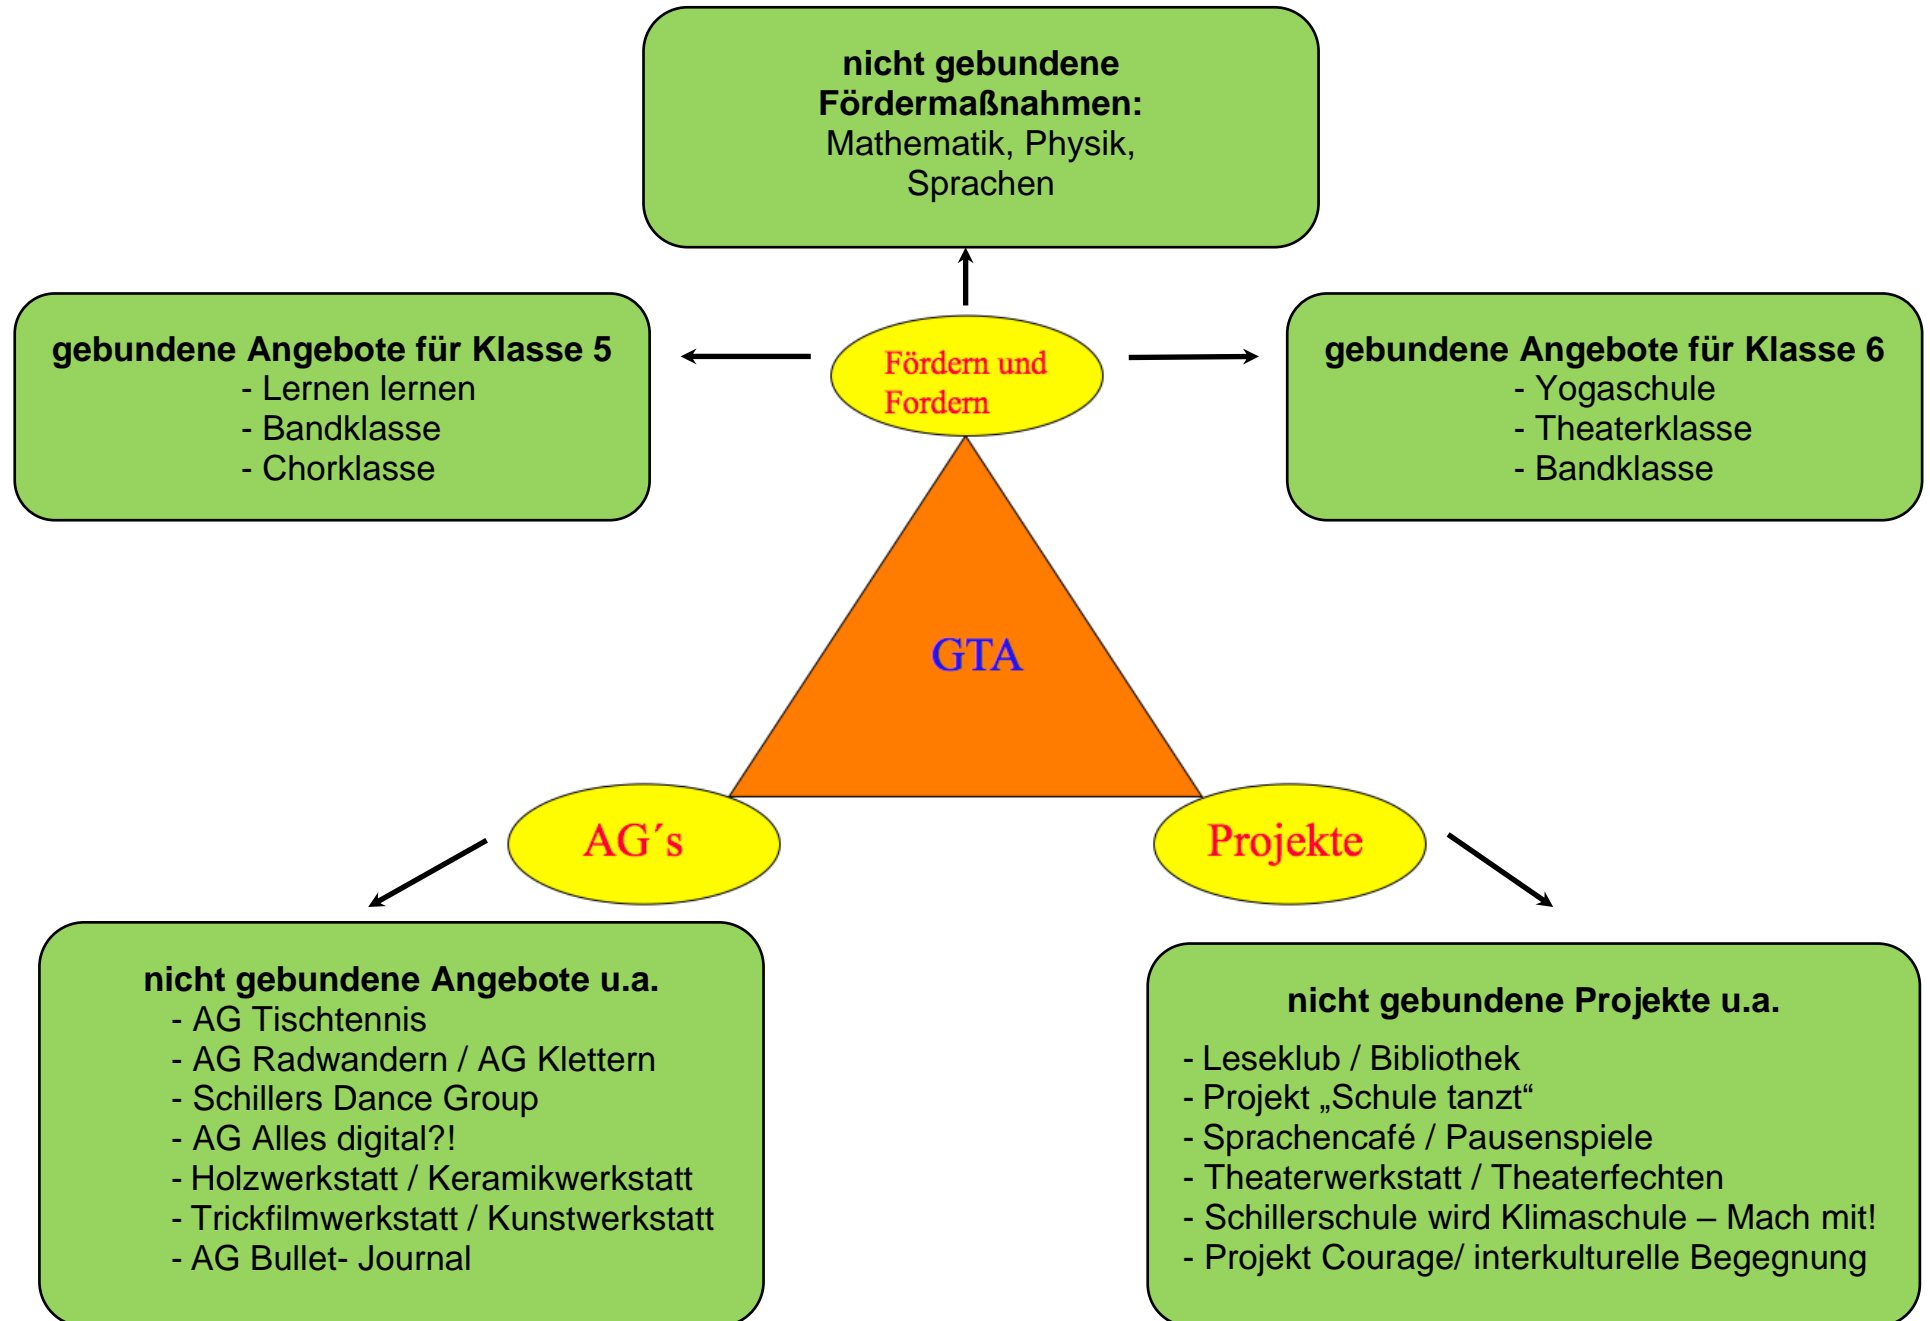 nicht gebundene
Fördermaßnahmen:
Mathematik, Physik,
Sprachen
gebundene Angebote für Klasse 5
- Lernen lernen
- Bandklasse
- Chorklasse
Fördern und
Fordern
gebundene Angebote für Klasse 6
- Yogaschule
- Theaterklasse
- Bandklasse
GTA
AG´s
Projekte
nicht gebundene Angebote u.a.
- AG Tischtennis
- AG Radwandern / AG Klettern
- Schillers Dance Group
- AG Alles digital?!
- Holzwerkstatt / Keramikwerkstatt
- Trickfilmwerkstatt / Kunstwerkstatt
- AG Bullet- Journal
nicht gebundene Projekte u.a.
- Leseklub / Bibliothek
- Projekt „Schule tanzt“
- Sprachencafé / Pausenspiele
- Theaterwerkstatt / Theaterfechten
- Schillerschule wird Klimaschule – Mach mit!
- Projekt Courage/ interkulturelle Begegnung